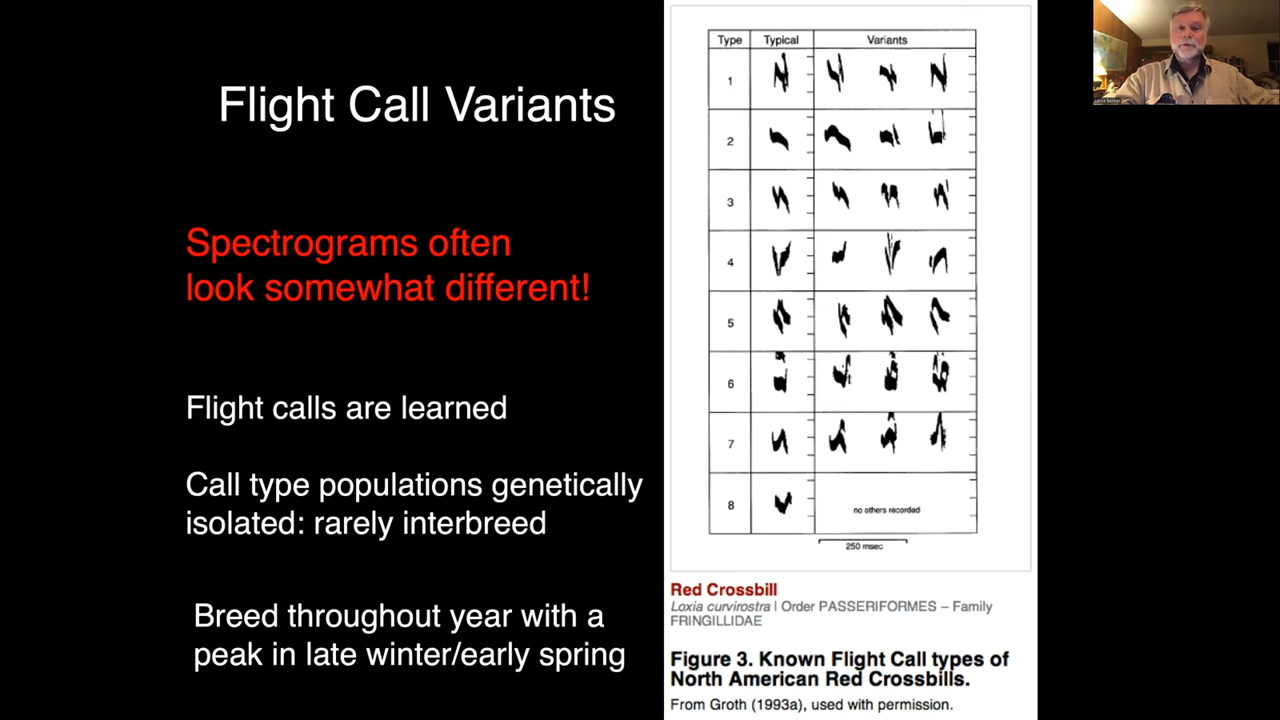 Flight Call Variants
Spectrograms often
look somewhat different!
Flight calls are learned
Call type populations genetically
isolated: rarely interbreed
Breed throughout year with a
peak in late winter/early spring
Type Typical Variants
1
2
3
4
5
6
7
8
no others recorded
250 msec
Red Crossbill
Loxia curvirostra | Order PASSERIFORMES – Family
FRINGILLIDAE
Figure 3. Known Flight Call types of
North American Red Crossbills.
From Groth (1993a), used with permission.